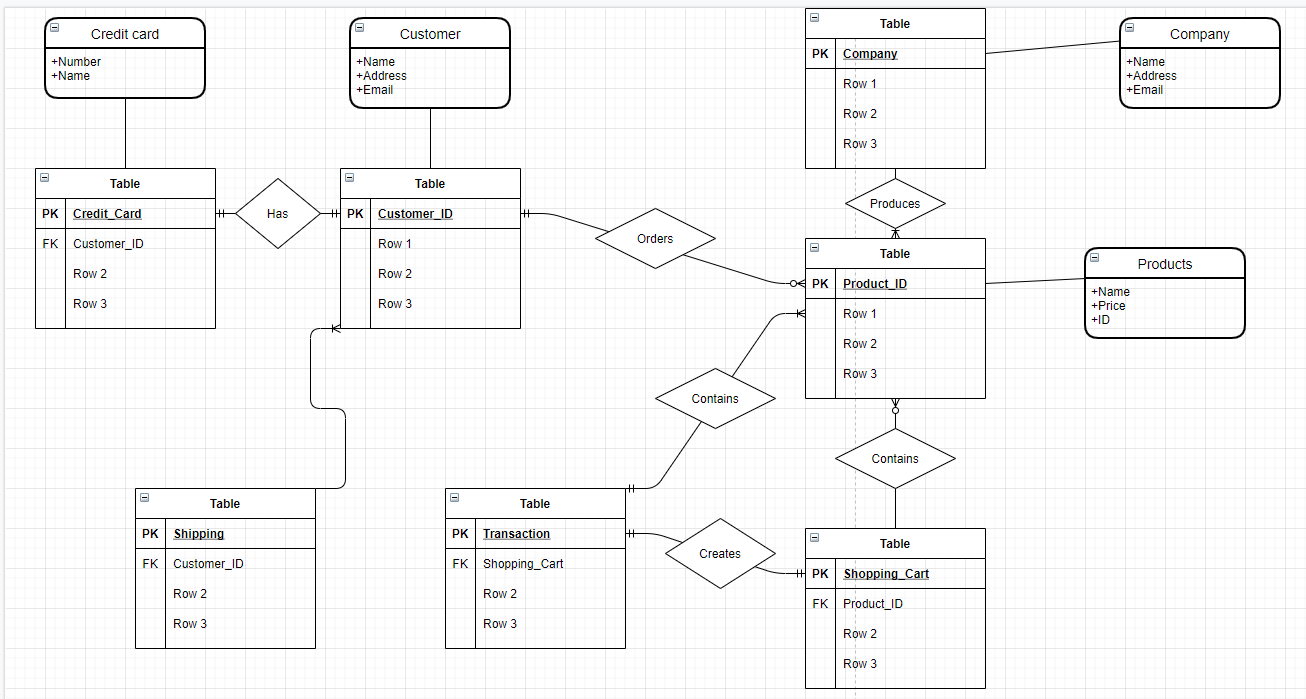 Credit card
+Number
+Name
Customer
+Name
+Address
+Email
Table
PK Company
Row 1
Row 2
Row 3
Company
+Name
+Address
+Email
Table
PK Credit_Card
FK Customer_ID
Row 2
Row 3
Has
Table
PK Customer_ID
Row 1
Row 2
Row 3
Orders
Produces
Table
PK Product_ID
Row 1
Row 2
Row 3
Products
+Name
+Price
+ID
Contains
Contains
Table
PK Shipping
FK Customer_ID
Row 2
Row 3
Table
PK Transaction
FK Shopping_Cart
Row 2
Row 3
Creates
Table
PK Shopping_Cart
FK Product_ID
Row 2
Row 3